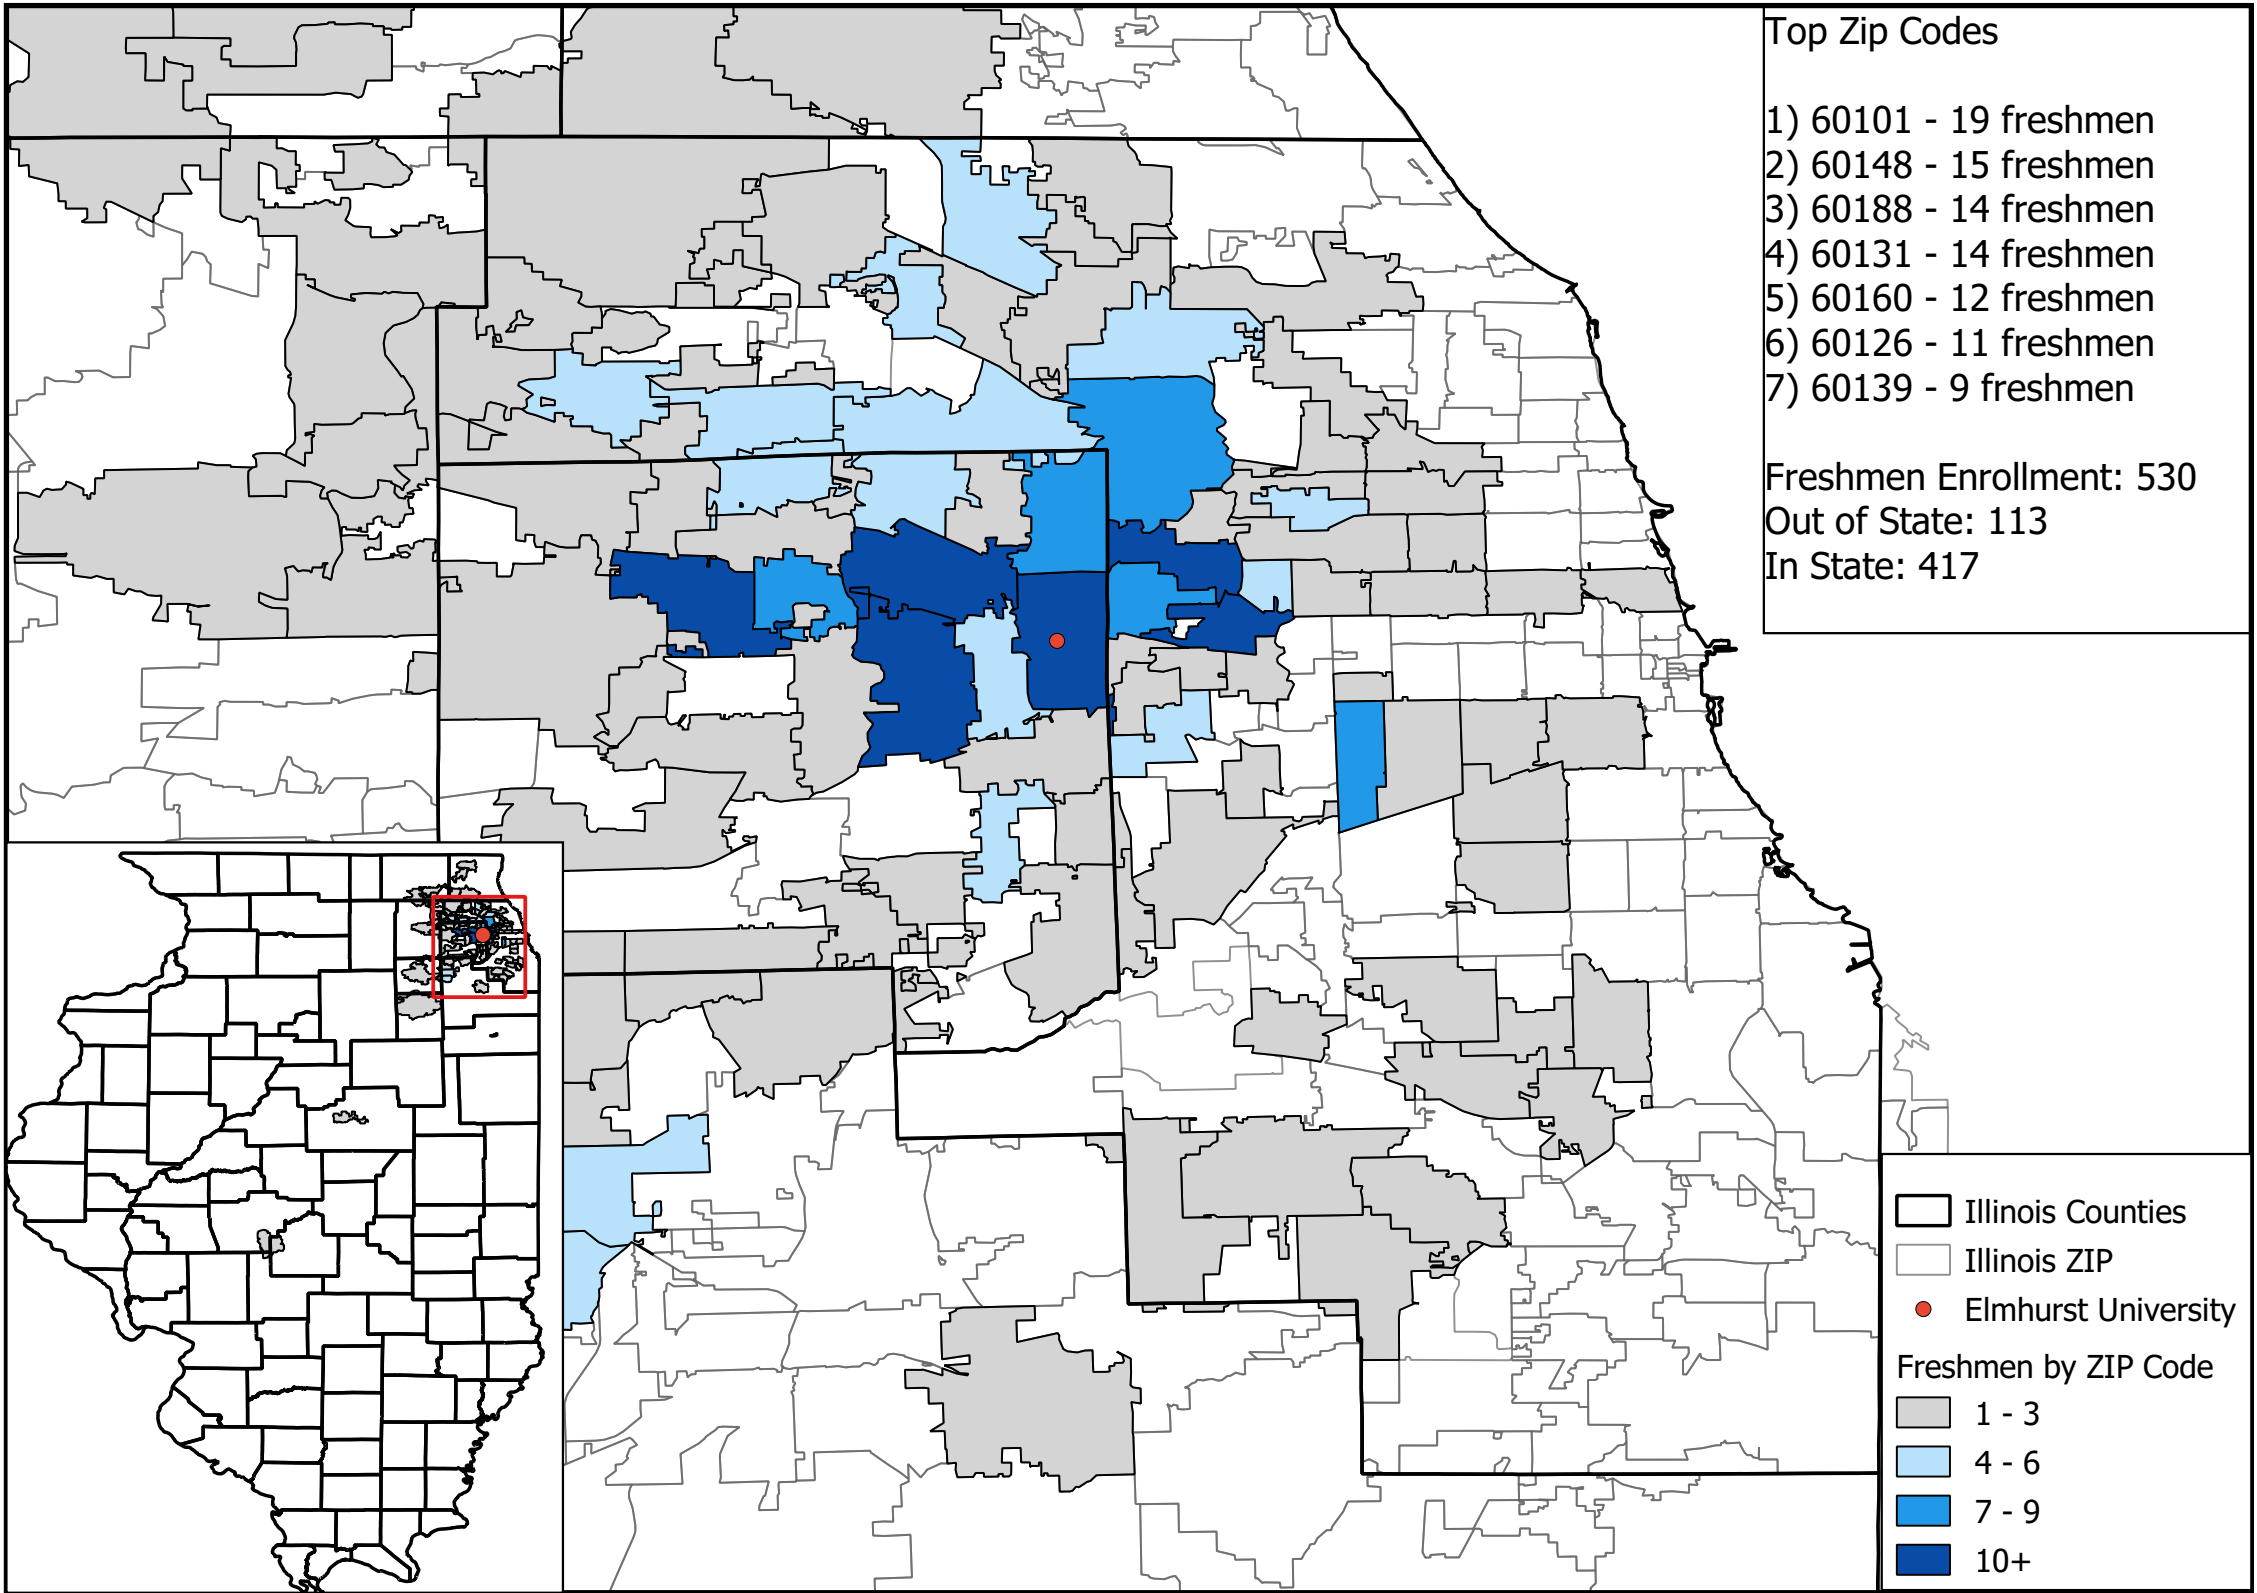 Top Zip Codes
1) 60101 - 19 freshmen
2) 60148 - 15 freshmen
3) 60188 - 14 freshmen
4) 60131 - 14 freshmen
5) 60160 - 12 freshmen
6) 60126 - 11 freshmen
7) 60139 - 9 freshmen
Freshmen Enrollment: 530
Out of State: 113
In State: 417
Illinois Counties
Illinois ZIP
Elmhurst University
Freshmen by ZIP Code
1 - 3
4 - 6
7 - 9
10+